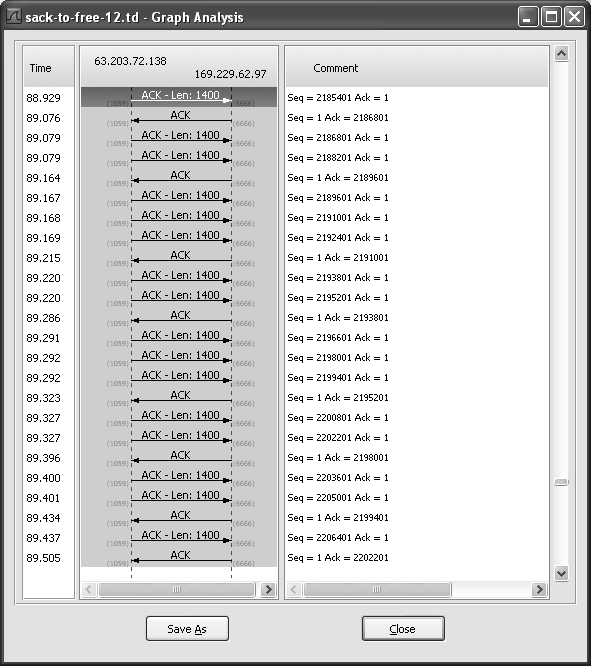 sack-to-free-12.td - Graph Analysis
Time 63.203.72.138 169.229.62.97 Comment
88.929 (1059) ACK - Len: 1400 (6666) Seq = 2185401 Ack = 1
89.076 (1059) ACK (6666) Seq = 1 Ack = 2186801
89.079 (1059) ACK - Len: 1400 (6666) Seq = 2186801 Ack = 1
89.079 (1059) ACK - Len: 1400 (6666) Seq = 2188201 Ack = 1
89.164 (1059) ACK (6666) Seq = 1 Ack = 2189601
89.167 (1059) ACK - Len: 1400 (6666) Seq = 2189601 Ack = 1
89.168 (1059) ACK - Len: 1400 (6666) Seq = 2191001 Ack = 1
89.169 (1059) ACK - Len: 1400 (6666) Seq = 2192401 Ack = 1
89.215 (1059) ACK (6666) Seq = 1 Ack = 2191001
89.220 (1059) ACK - Len: 1400 (6666) Seq = 2193801 Ack = 1
89.220 (1059) ACK - Len: 1400 (6666) Seq = 2195201 Ack = 1
89.286 (1059) ACK (6666) Seq = 1 Ack = 2193801
89.291 (1059) ACK - Len: 1400 (6666) Seq = 2196601 Ack = 1
89.292 (1059) ACK - Len: 1400 (6666) Seq = 2198001 Ack = 1
89.292 (1059) ACK - Len: 1400 (6666) Seq = 2199401 Ack = 1
89.323 (1059) ACK (6666) Seq = 1 Ack = 2195201
89.327 (1059) ACK - Len: 1400 (6666) Seq = 2200801 Ack = 1
89.327 (1059) ACK - Len: 1400 (6666) Seq = 2202201 Ack = 1
89.396 (1059) ACK (6666) Seq = 1 Ack = 2198001
89.400 (1059) ACK - Len: 1400 (6666) Seq = 2203601 Ack = 1
89.401 (1059) ACK - Len: 1400 (6666) Seq = 2205001 Ack = 1
89.434 (1059) ACK (6666) Seq = 1 Ack = 2199401
89.437 (1059) ACK - Len: 1400 (6666) Seq = 2206401 Ack = 1
89.505 (1059) ACK (6666) Seq = 1 Ack = 2202201
Save As Close